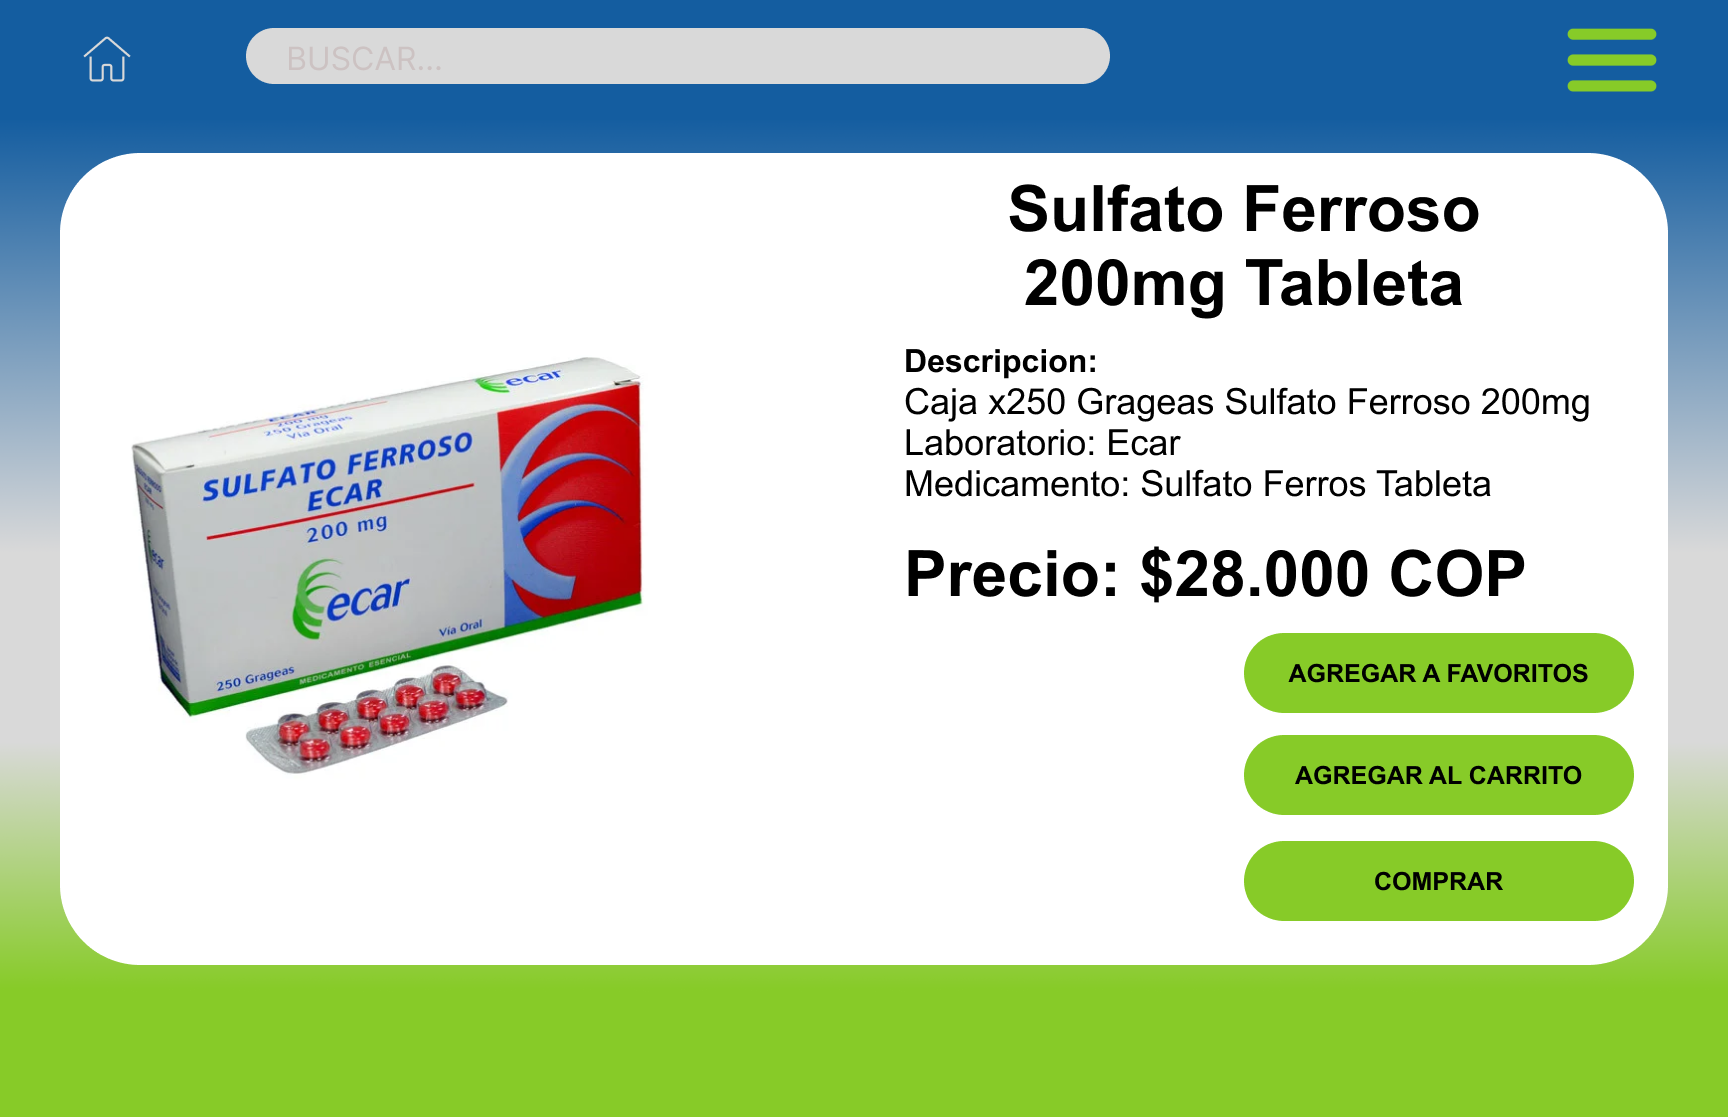 BUSCAR...
Sulfato Ferroso
200mg Tableta
Descripcion:
Caja x250 Grageas Sulfato Ferroso 200mg
Laboratorio: Ecar
Medicamento: Sulfato Ferros Tableta
Precio: $28.000 COP
AGREGAR A FAVORITOS
AGREGAR AL CARRITO
COMPRAR
ecar
ECAR
200 mg
250 Grageas
Vía Oral
SULFATO FERROSO
ECAR
200 mg
ecar
Vía Oral
250 Grageas
MEDICAMENTO ESENCIAL